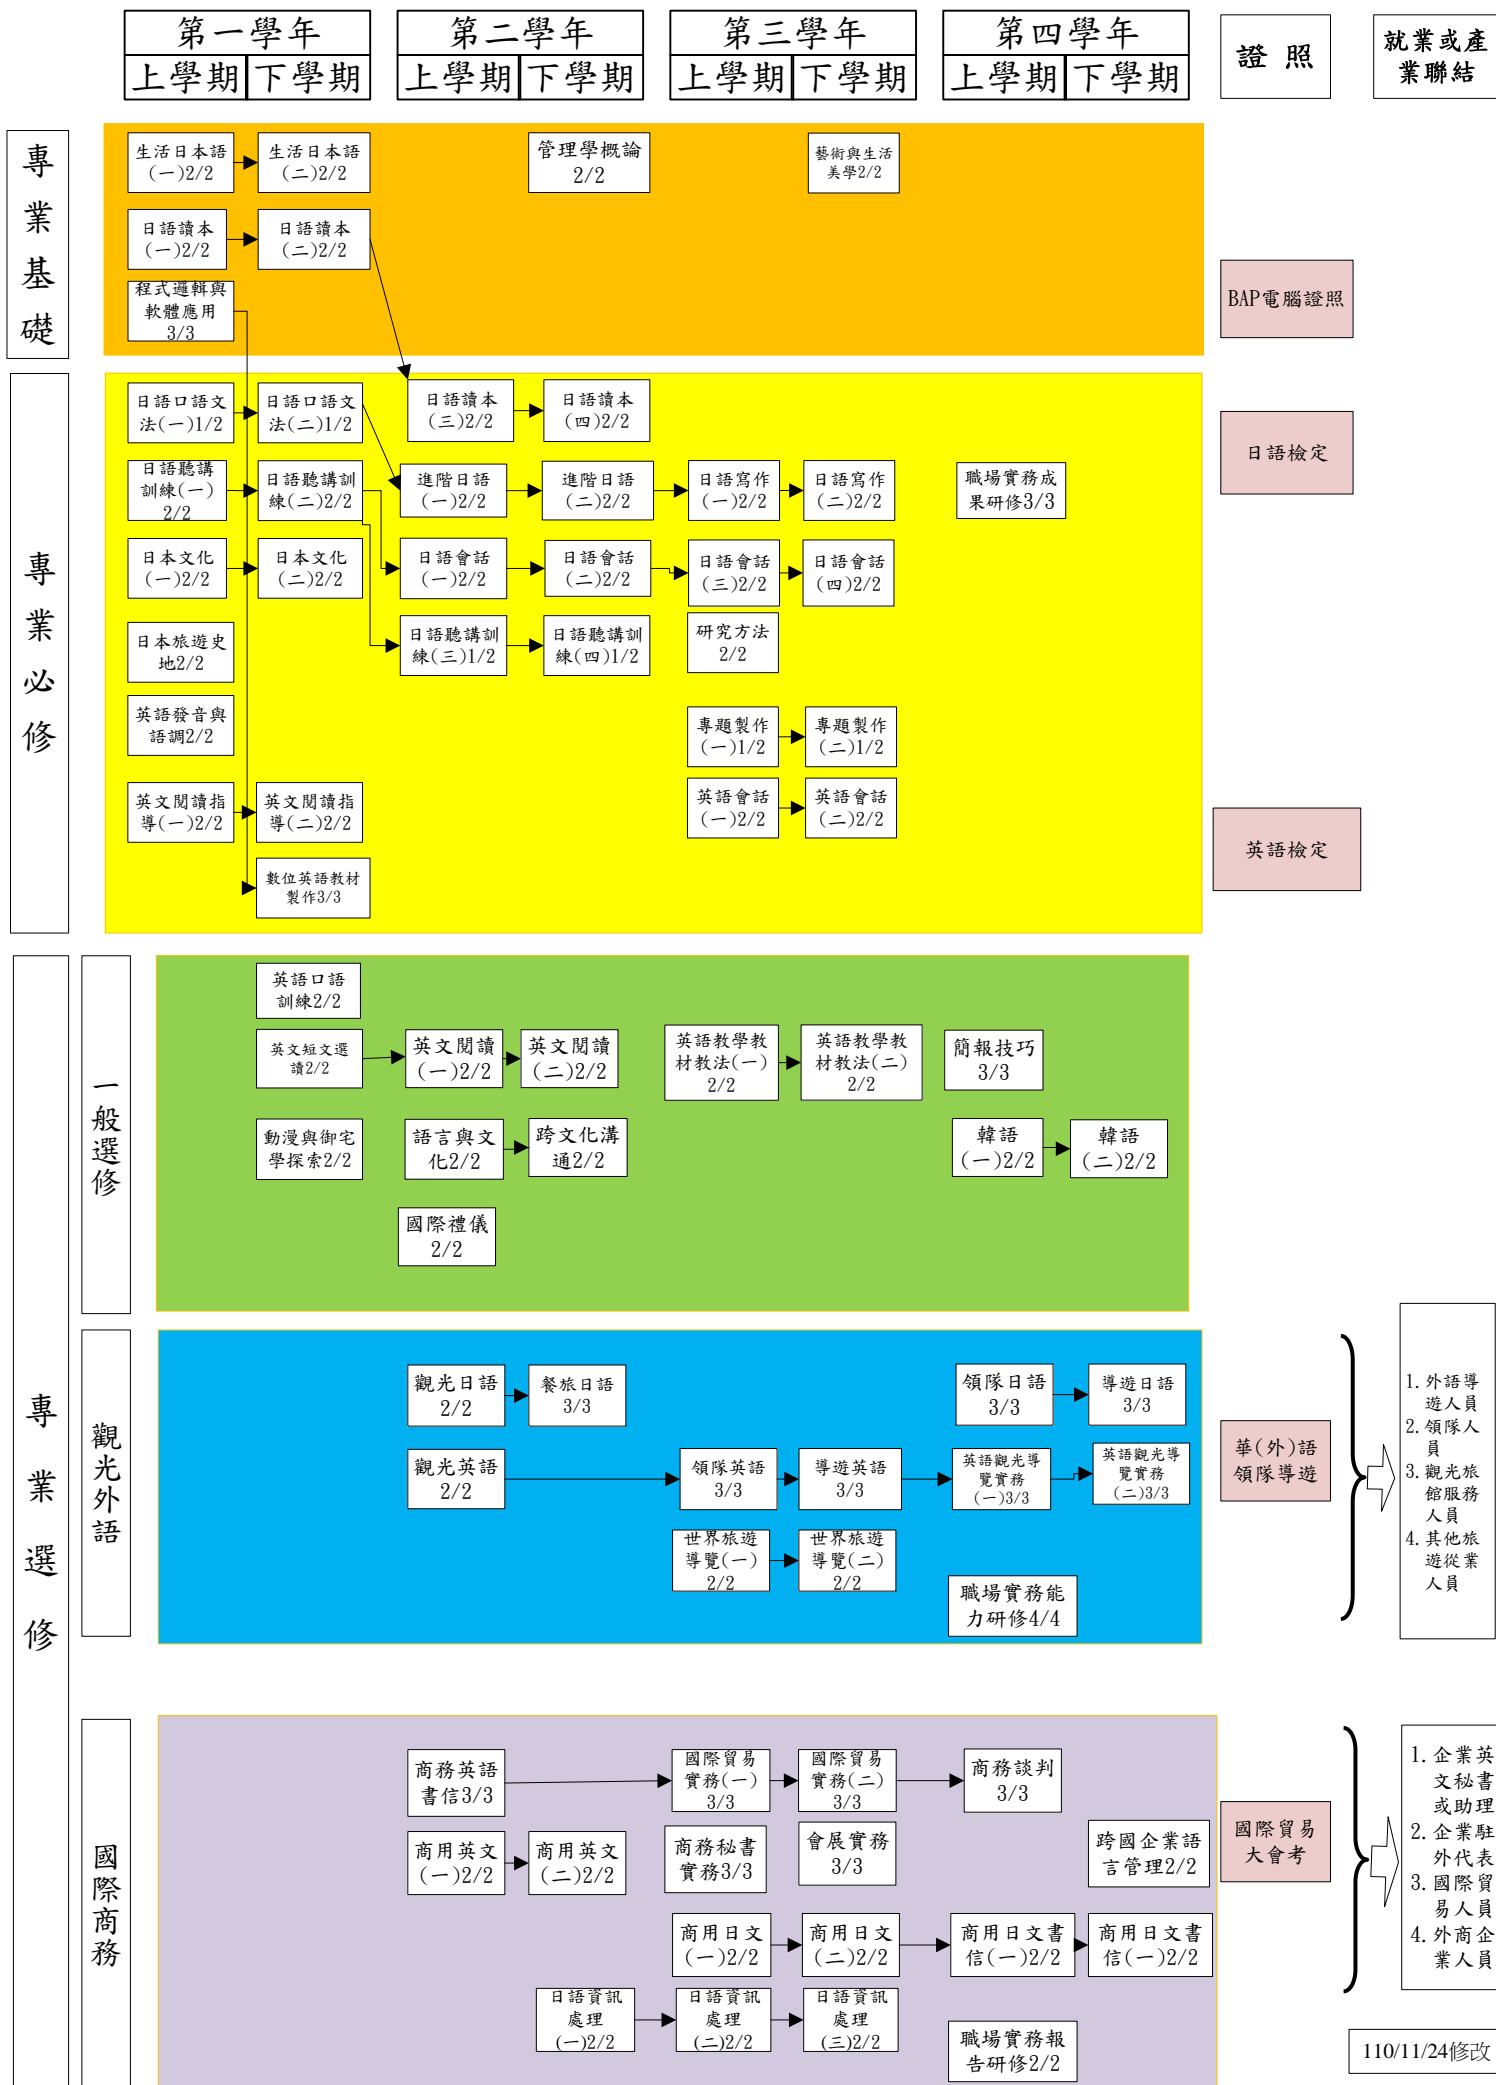 第一學年
第二學年
第三學年
第四學年
上學期
下學期
上學期
下學期
上學期
下學期
上學期
下學期
證 照
就業或產
業聯結
專
業
基
礎
生活日本語
(一)2/2
生活日本語
(二)2/2
管理學概論
2/2
藝術與生活
美學2/2
日語讀本
(一)2/2
日語讀本
(二)2/2
程式邏輯與
軟體應用
3/3
BAP電腦證照
專
業
必
修
日語口語文
法(一)1/2
日語口語文
法(二)1/2
日語讀本
(三)2/2
日語讀本
(四)2/2
日語檢定
日語聽講
訓練(一)
2/2
日語聽講訓
練(二)2/2
進階日語
(一)2/2
進階日語
(二)2/2
日語寫作
(一)2/2
日語寫作
(二)2/2
職場實務成
果研修3/3
日本文化
(一)2/2
日本文化
(二)2/2
日語會話
(一)2/2
日語會話
(二)2/2
日語會話
(三)2/2
日語會話
(四)2/2
日本旅遊史
地2/2
日語聽講訓
練(三)1/2
日語聽講訓
練(四)1/2
研究方法
2/2
英語發音與
語調2/2
專題製作
(一)1/2
專題製作
(二)1/2
英文閱讀指
導(一)2/2
英文閱讀指
導(二)2/2
英語會話
(一)2/2
英語會話
(二)2/2
英語檢定
數位英語教材
製作3/3
專
業
選
修
一
般
選
修
英語口語
訓練2/2
英文短文選
讀2/2
英文閱讀
(一)2/2
英文閱讀
(二)2/2
英語教學教
材教法(一)
2/2
英語教學教
材教法(二)
2/2
簡報技巧
3/3
動漫與御宅
學探索2/2
語言與文
化2/2
跨文化溝
通2/2
韓語
(一)2/2
韓語
(二)2/2
國際禮儀
2/2
觀
光
外
語
觀光日語
2/2
餐旅日語
3/3
領隊日語
3/3
導遊日語
3/3
觀光英語
2/2
領隊英語
3/3
導遊英語
3/3
英語觀光導
覽實務
(一)3/3
英語觀光導
覽實務
(二)3/3
世界旅遊
導覽(一)
2/2
世界旅遊
導覽(二)
2/2
職場實務能
力研修4/4
華(外)語
領隊導遊
1. 外語導
遊人員
2. 領隊人
員
3. 觀光旅
館服務
人員
4. 其他旅
遊從業
人員
國
際
商
務
商務英語
書信3/3
國際貿易
實務(一)
3/3
國際貿易
實務(二)
3/3
商務談判
3/3
商用英文
(一)2/2
商用英文
(二)2/2
商務秘書
實務3/3
會展實務
3/3
跨國企業語
言管理2/2
商用日文
(一)2/2
商用日文
(二)2/2
商用日文書
信(一)2/2
商用日文書
信(一)2/2
日語資訊
處理
(一)2/2
日語資訊
處理
(二)2/2
日語資訊
處理
(三)2/2
職場實務報
告研修2/2
國際貿易
大會考
1. 企業英
文秘書
或助理
2. 企業駐
外代表
3. 國際貿
易人員
4. 外商企
業人員
110/11/24修改